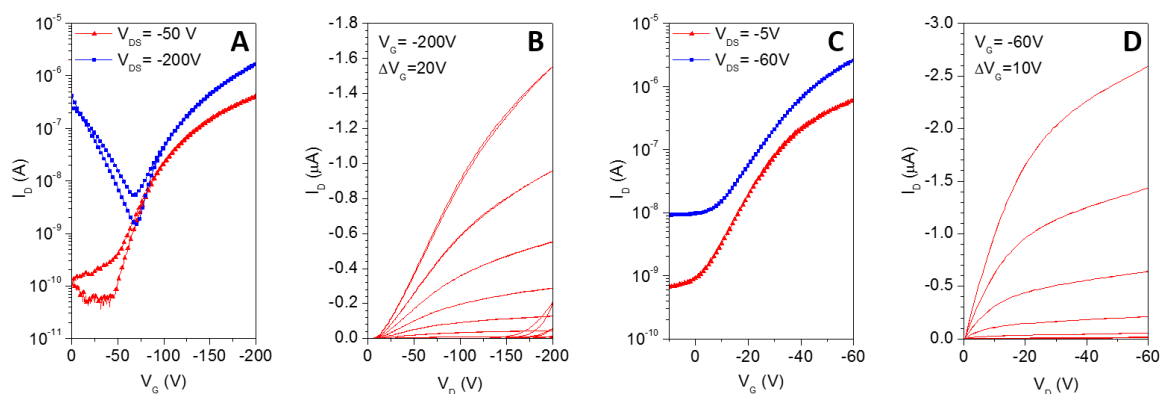 A
V_DS= -50 V
V_DS= -200V
10^-5
10^-6
10^-7
10^-8
10^-9
10^-10
10^-11
I_D (A)
0 -50 -100 -150 -200
V_G (V)
B
V_G = -200V
ΔV_G=20V
-1.8
-1.6
-1.4
-1.2
-1.0
-0.8
-0.6
-0.4
-0.2
0.0
I_D (μA)
0 -50 -100 -150 -200
V_D (V)
C
V_DS= -5V
V_DS= -60V
10^-5
10^-6
10^-7
10^-8
10^-9
10^-10
I_D (A)
0 -20 -40 -60
V_G (V)
D
V_G = -60V
ΔV_G=10V
-3.0
-2.5
-2.0
-1.5
-1.0
-0.5
0.0
I_D (μA)
0 -20 -40 -60
V_D (V)